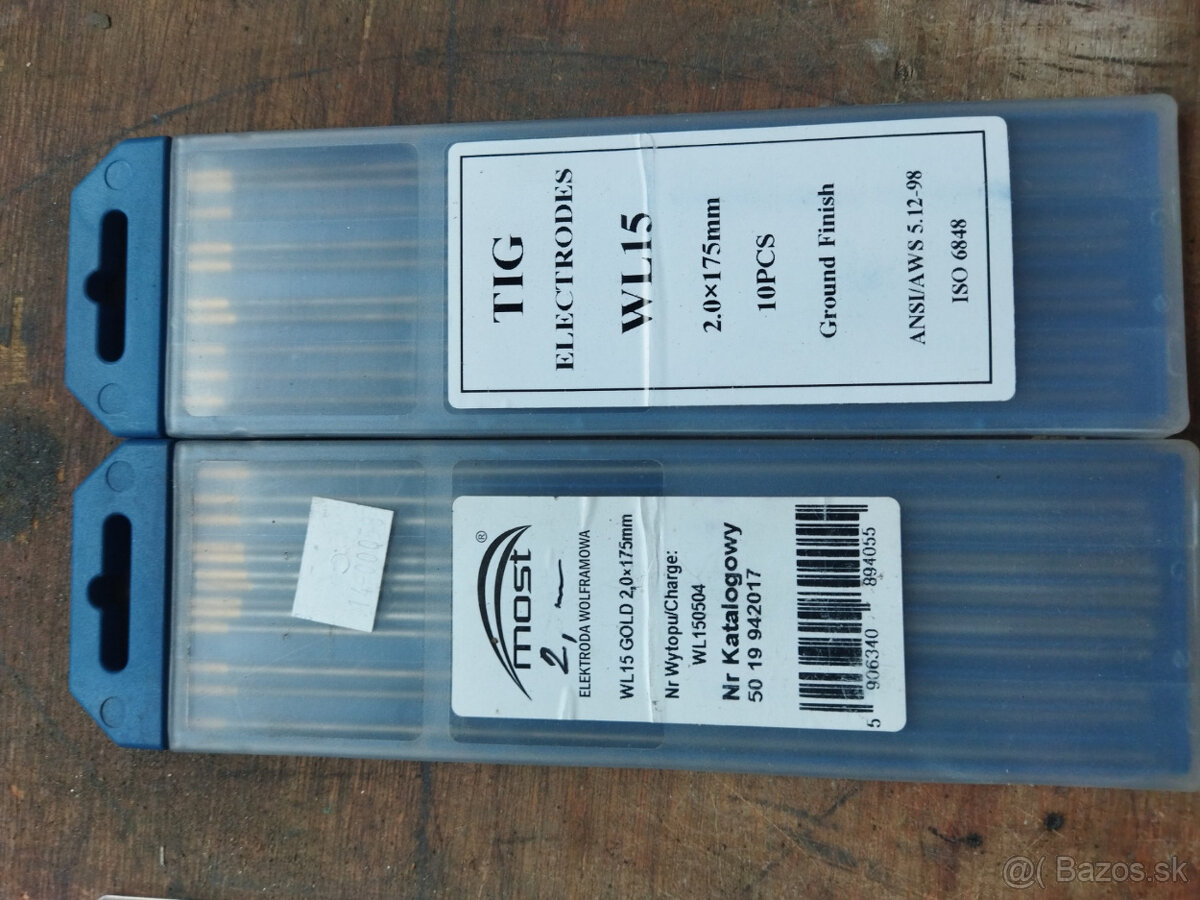 TIG
ELECTRODES
WL15
2.0×175mm
10PCS
Ground Finish
ANSI/AWS 5.12-98
ISO 6848
most®
2,–
ELEKTRODA WOLFRAMOWA
WL15 GOLD 2,0×175mm
Nr Wytopu/Charge:
WL150504
Nr Katalogowy
50 19 942017
5 906340 894055
@( Bazos.sk